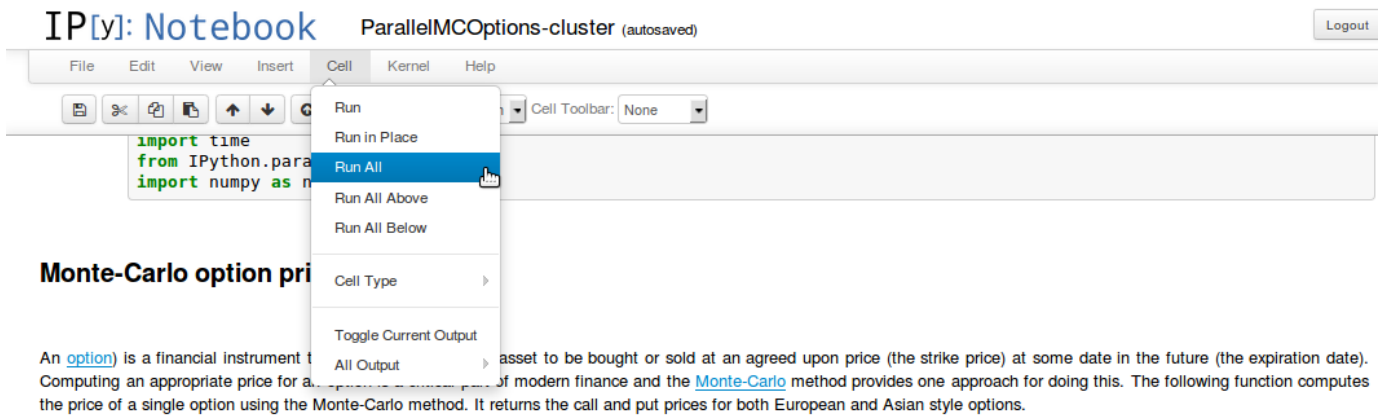 IP[y]: Notebook ParallelMCOptions-cluster (autosaved) Logout
File Edit View Insert Cell Kernel Help
Cell Toolbar: None
Run
Run in Place
Run All
Run All Above
Run All Below
Cell Type
Toggle Current Output
All Output
import time
from IPython.para
import numpy as n
Monte-Carlo option pri
An option) is a financial instrument t asset to be bought or sold at an agreed upon price (the strike price) at some date in the future (the expiration date).
Computing an appropriate price for an option is a critical part of modern finance and the Monte-Carlo method provides one approach for doing this. The following function computes
the price of a single option using the Monte-Carlo method. It returns the call and put prices for both European and Asian style options.